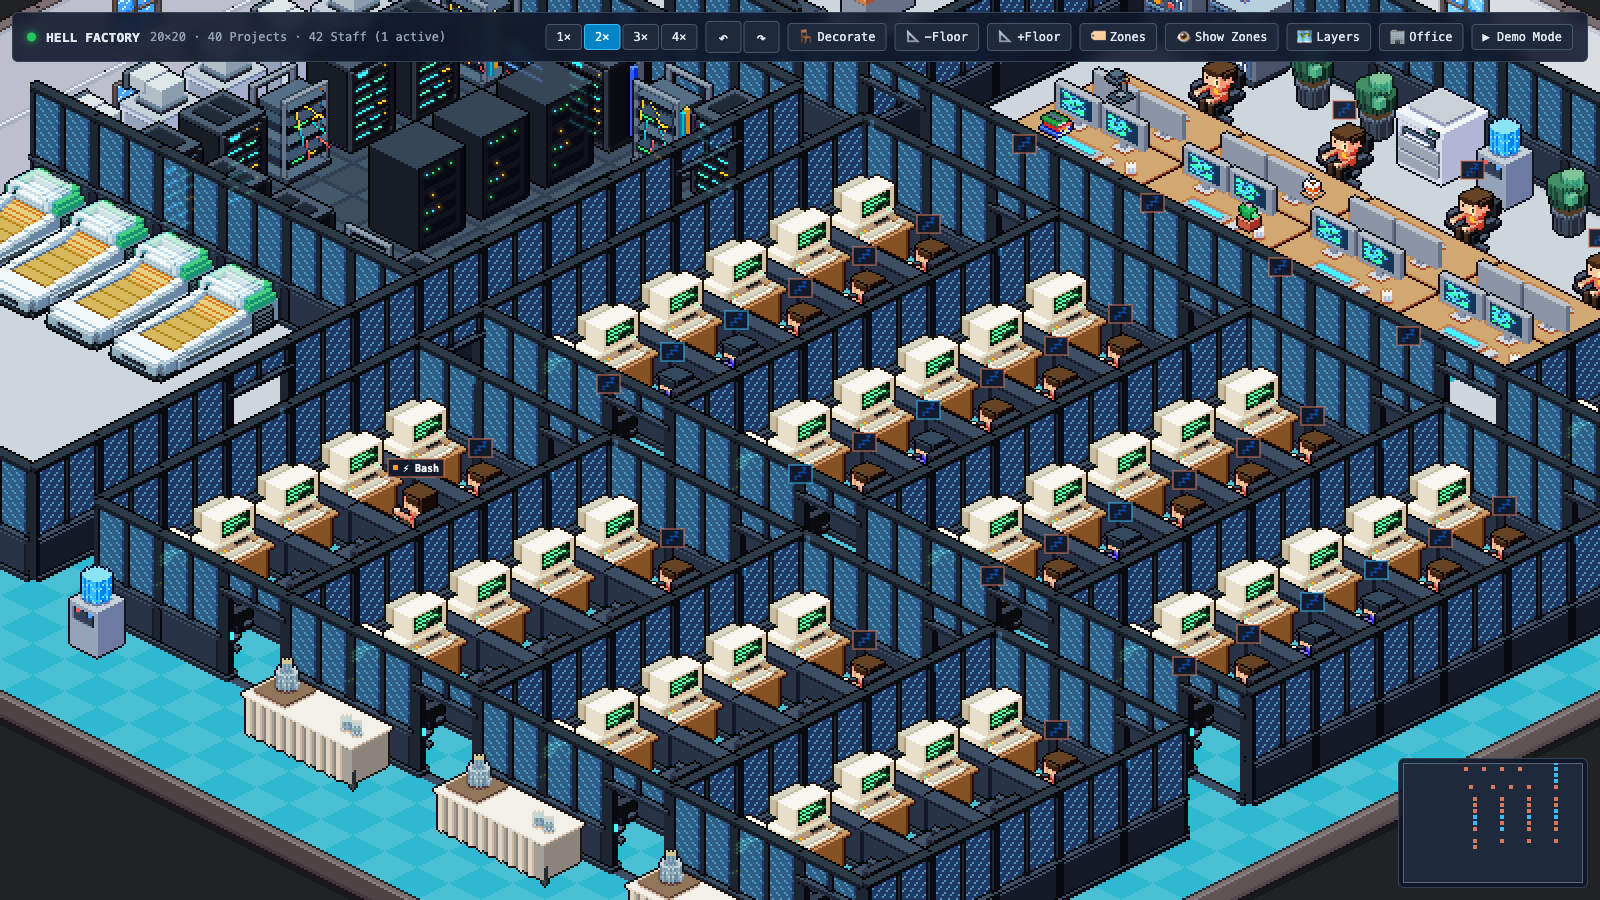 HELL FACTORY 20×20 · 40 Projects · 42 Staff (1 active) 1× 2× 3× 4× ↶ ↷ Decorate −Floor +Floor Zones Show Zones Layers Office ▶ Demo Mode
⚡ Bash